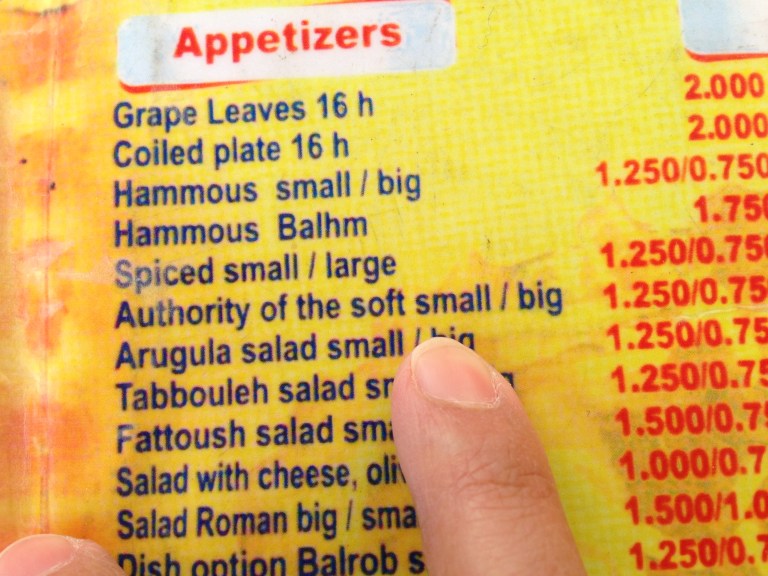 Appetizers
Grape Leaves 16 h 2.000
Coiled plate 16 h 2.000
Hammous small / big 1.250/0.750
Hammous Balhm 1.750
Spiced small / large 1.250/0.750
Authority of the soft small / big 1.250/0.75
Arugula salad small / big 1.250/0.75
Tabbouleh salad 1.250/0.75
Fattoush salad 1.500/0.75
Salad with cheese, 1.000/0.7
Salad Roman big / 1.500/1.0
Dish option Balrob s 1.250/0.7